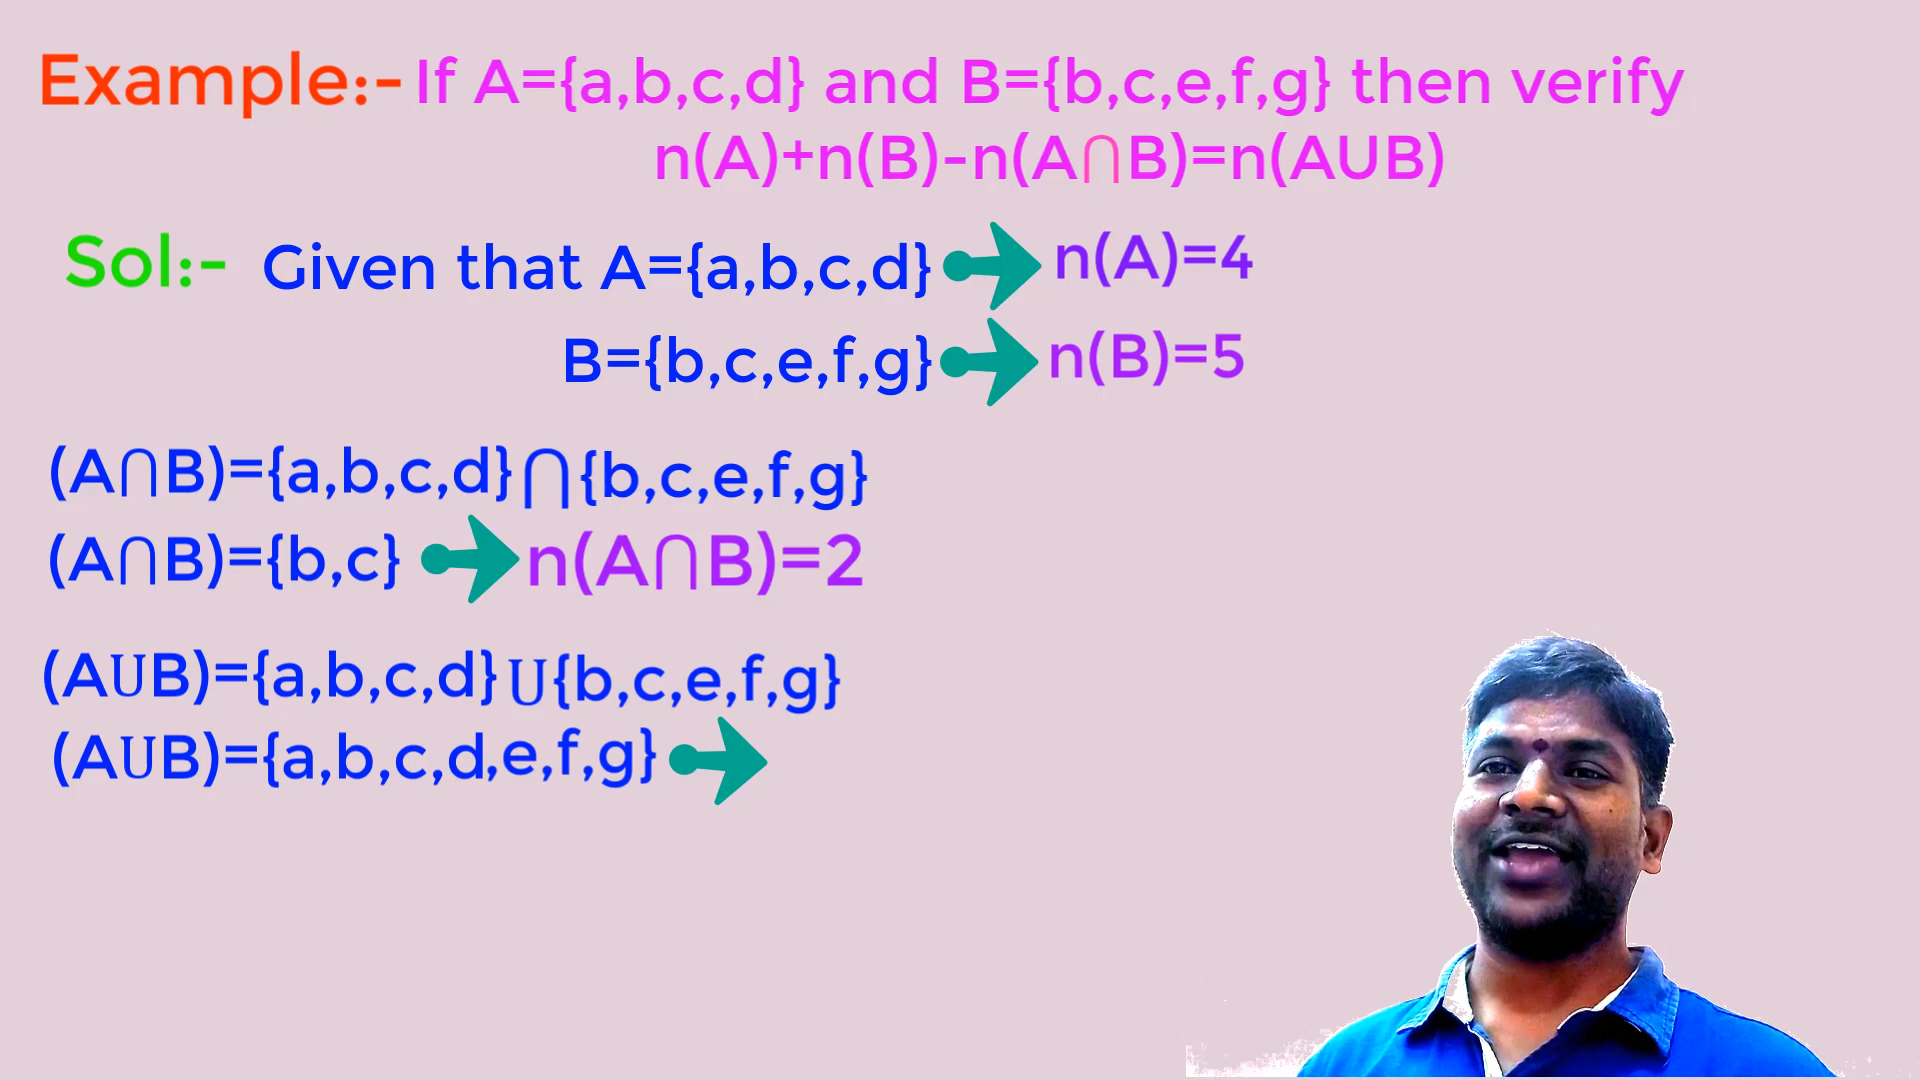 Example:- If A={a,b,c,d} and B={b,c,e,f,g} then verify
n(A)+n(B)-n(A⋂B)=n(AUB)
Sol:- Given that A={a,b,c,d} n(A)=4
B={b,c,e,f,g} n(B)=5
(A⋂B)={a,b,c,d}⋂{b,c,e,f,g}
(A⋂B)={b,c} n(A⋂B)=2
(AUB)={a,b,c,d}U{b,c,e,f,g}
(AUB)={a,b,c,d,e,f,g}